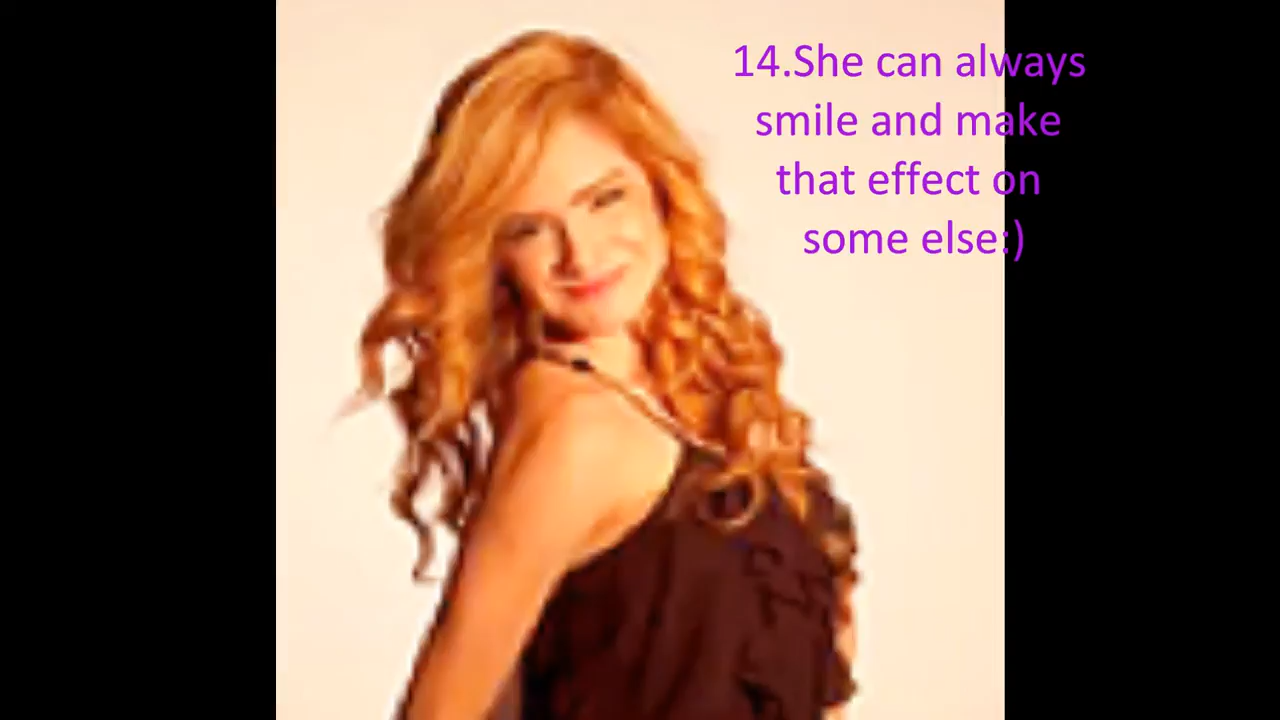 14.She can always
smile and make
that effect on
some else:)